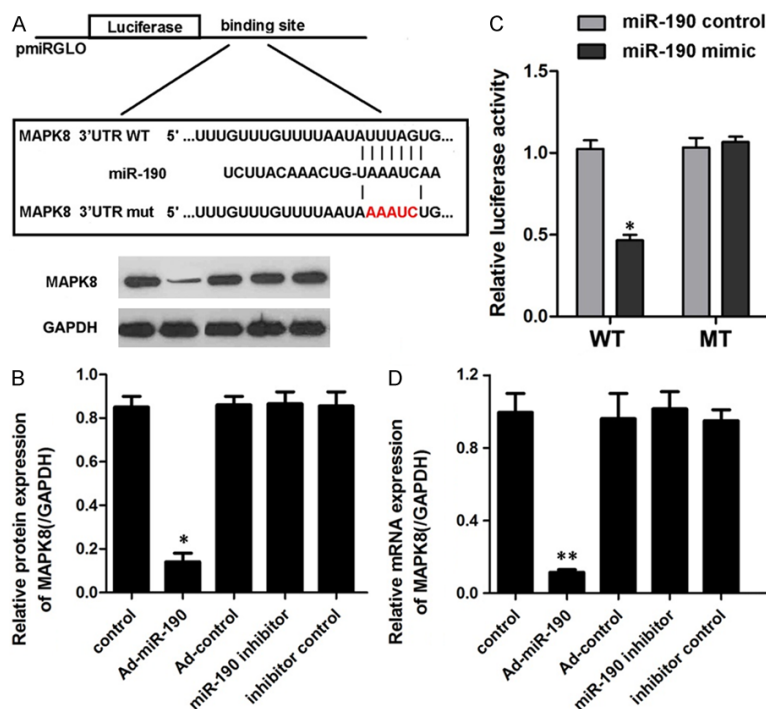 A
Luciferase
binding site
pmiRGLO
MAPK8 3'UTR WT 5' ...UUUGUUUGUUUUAAUAUUUAGUG...
miR-190 UCUUACAAACUG-UAAAUCAA
MAPK8 3'UTR mut 5' ...UUUGUUUGUUUUAAUAAAAUCUG...
MAPK8
GAPDH
B
Relative protein expression
of MAPK8(/GAPDH)
1.0
0.8
0.6
0.4
0.2
0.0
*
control
Ad-miR-190
Ad-control
miR-190 inhibitor
inhibitor control
C
miR-190 control
miR-190 mimic
Relative luciferase activity
1.5
1.0
0.5
0.0
*
WT
MT
D
Relative mRNA expression
of MAPK8(/GAPDH)
1.2
0.8
0.4
0.0
**
control
Ad-miR-190
Ad-control
miR-190 inhibitor
inhibitor control